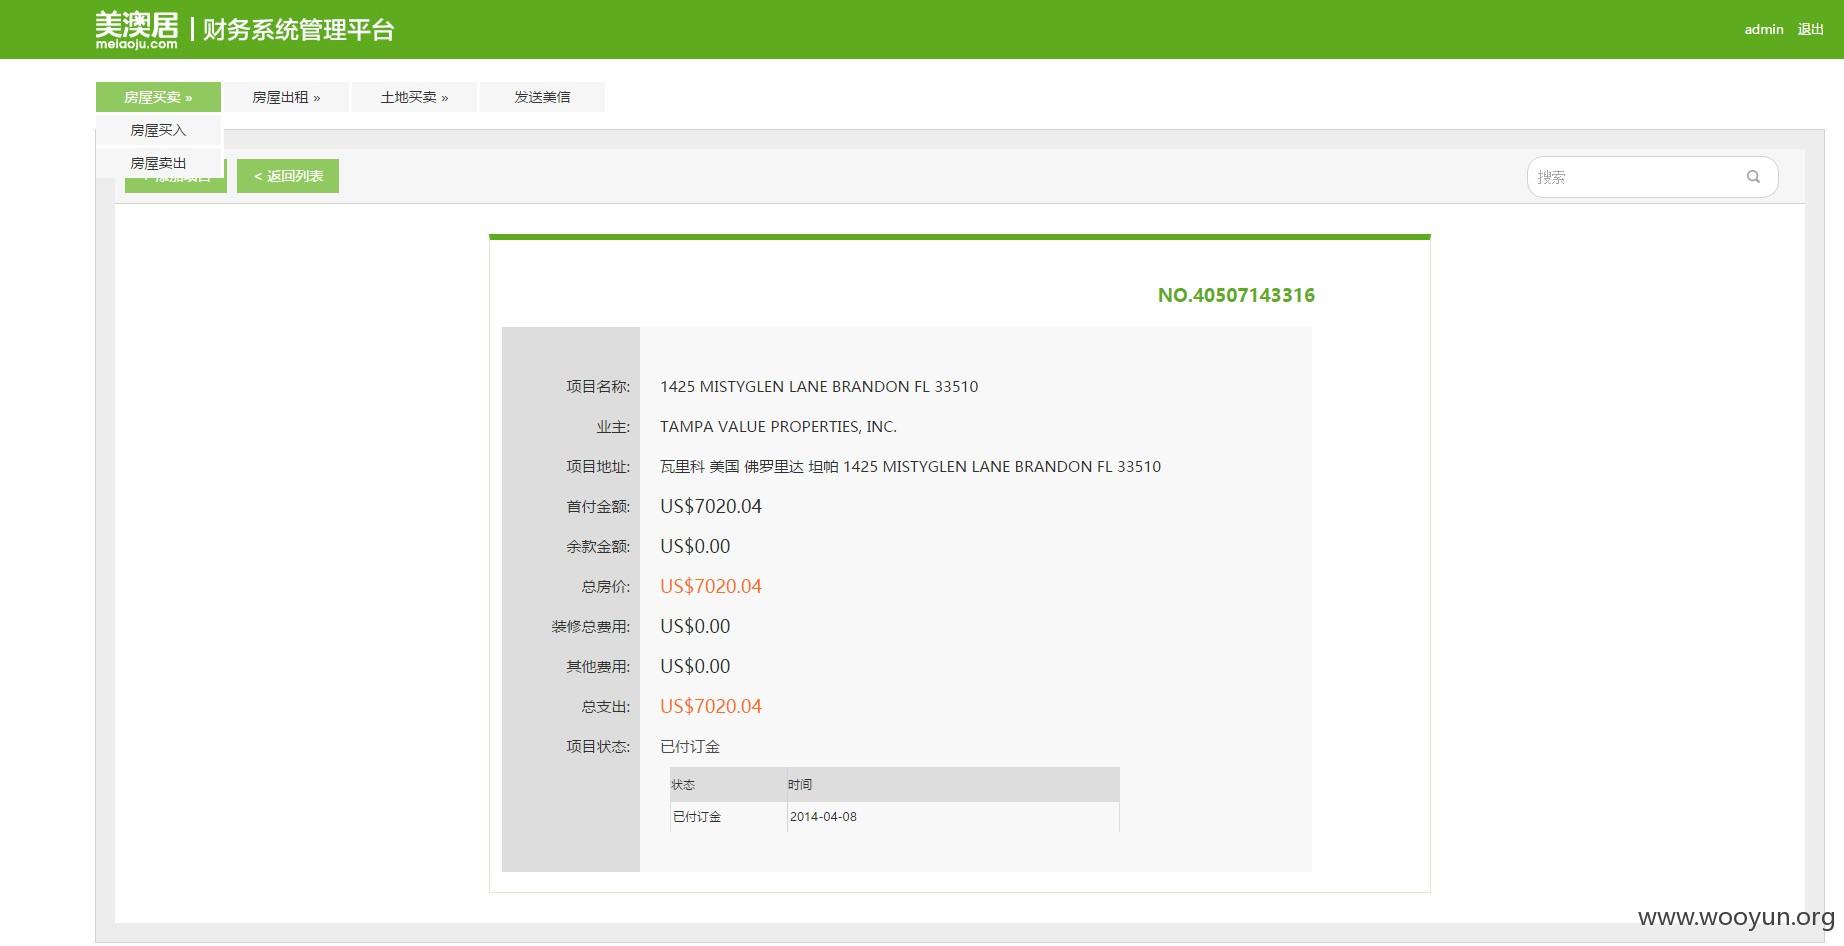 美澳居
meiaoju.com
财务系统管理平台
admin 退出
房屋买卖 » 房屋出租 » 土地买卖 » 发送美信
房屋买入
房屋卖出
< 返回列表
搜索
NO.40507143316
项目名称: 1425 MISTYGLEN LANE BRANDON FL 33510
业主: TAMPA VALUE PROPERTIES, INC.
项目地址: 瓦里科 美国 佛罗里达 坦帕 1425 MISTYGLEN LANE BRANDON FL 33510
首付金额: US$7020.04
余款金额: US$0.00
总房价: US$7020.04
装修总费用: US$0.00
其他费用: US$0.00
总支出: US$7020.04
项目状态: 已付订金
状态 时间
已付订金 2014-04-08
www.wooyun.org